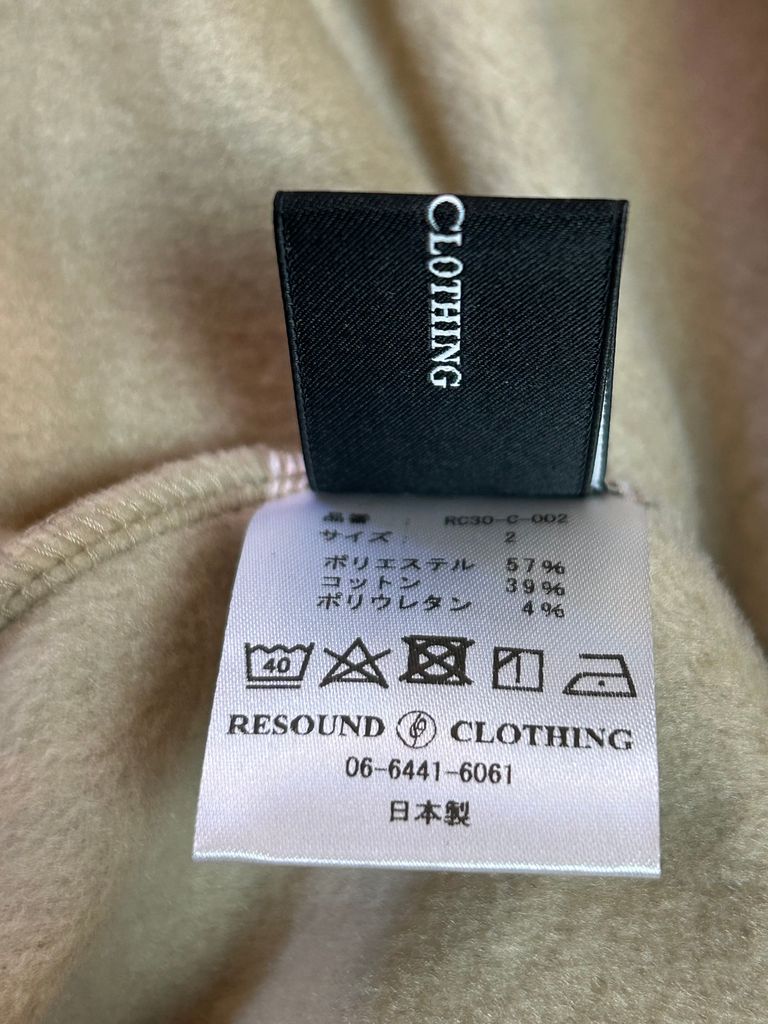 CLOTHING
品番 : RC30-C-002
サイズ : 2
ポリエステル 57%
コットン 39%
ポリウレタン 4%
40
RESOUND CLOTHING
06-6441-6061
日本製